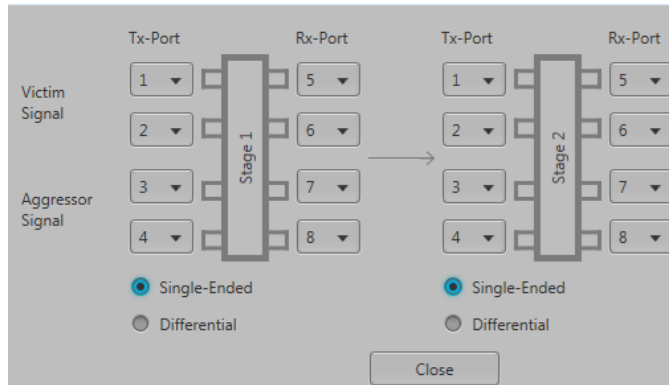 Tx-Port Rx-Port Tx-Port Rx-Port
Victim
Signal
1 5 1 5
2 6 2 6
Stage 1 Stage 2
Aggressor
Signal
3 7 3 7
4 8 4 8
Single-Ended Single-Ended
Differential Differential
Close